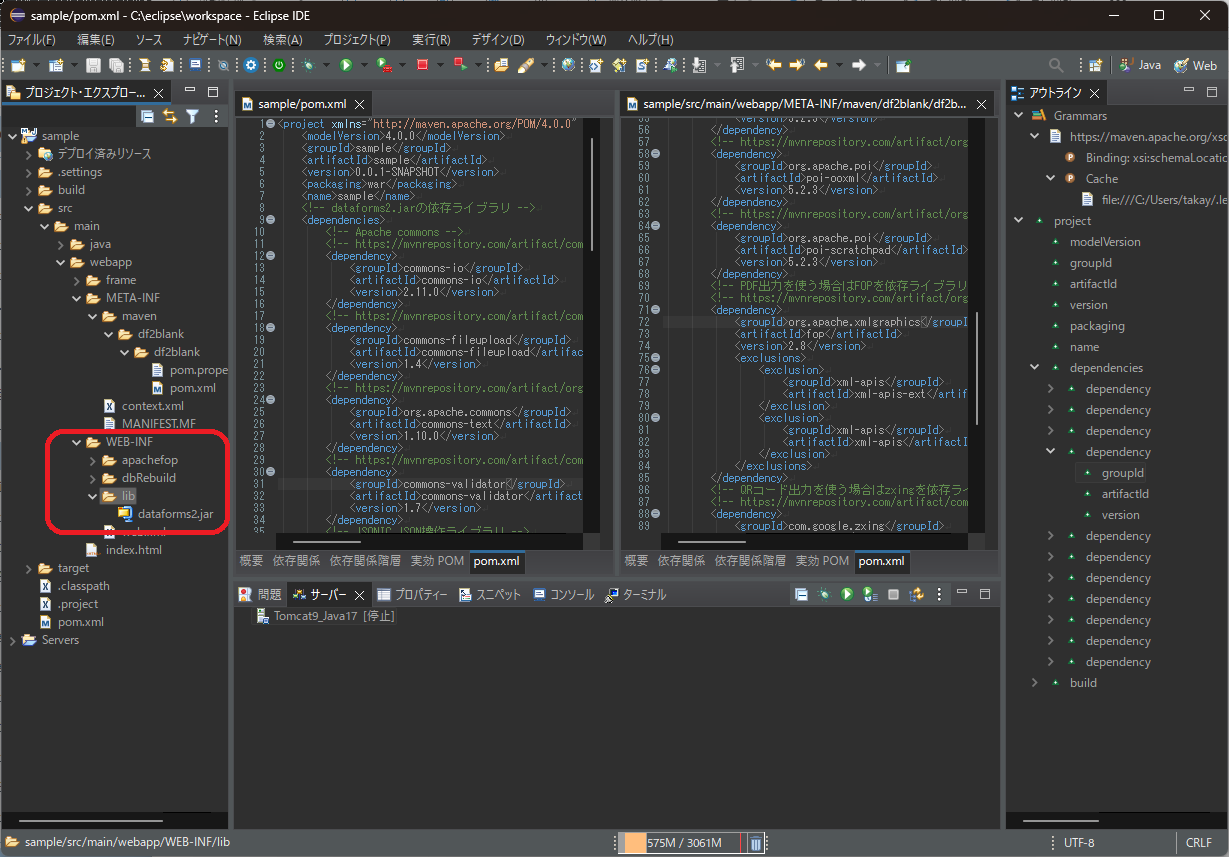 sample/pom.xml - C:\eclipse\workspace - Eclipse IDE
ファイル(F) 編集(E) ソース ナビゲート(N) 検索(A) プロジェクト(P) 実行(R) デザイン(D) ウィンドウ(W) ヘルプ(H)
Java Web
プロジェクト・エクスプロー...
sample
デプロイ済みリソース
.settings
build
src
main
java
webapp
frame
META-INF
maven
df2blank
df2blank
pom.prope
pom.xml
context.xml
MANIFEST.MF
WEB-INF
apachefop
dbRebuild
lib
dataforms2.jar
index.html
target
.classpath
.project
pom.xml
Servers
sample/pom.xml
1 <project xmlns="http://maven.apache.org/POM/4.0.0"
2 <modelVersion>4.0.0</modelVersion>
3 <groupId>sample</groupId>
4 <artifactId>sample</artifactId>
5 <version>0.0.1-SNAPSHOT</version>
6 <packaging>war</packaging>
7 <name>sample</name>
8 <!-- dataforms2.jarの依存ライブラリ -->
9 <dependencies>
10 <!-- Apache commons -->
11 <!-- https://mvnrepository.com/artifact/com
12 <dependency>
13 <groupId>commons-io</groupId>
14 <artifactId>commons-io</artifactId>
15 <version>2.11.0</version>
16 </dependency>
17 <!-- https://mvnrepository.com/artifact/com
18 <dependency>
19 <groupId>commons-fileupload</groupId>
20 <artifactId>commons-fileupload</artifac
21 <version>1.4</version>
22 </dependency>
23 <!-- https://mvnrepository.com/artifact/org
24 <dependency>
25 <groupId>org.apache.commons</groupId>
26 <artifactId>commons-text</artifactId>
27 <version>1.10.0</version>
28 </dependency>
29 <!-- https://mvnrepository.com/artifact/com
30 <dependency>
31 <groupId>commons-validator</groupId>
32 <artifactId>commons-validator</artifact
33 <version>1.7</version>
34 </dependency>
35 <!-- JSONIC JSON操作ライブラリ -->
概要 依存関係 依存関係階層 実効 POM pom.xml
sample/src/main/webapp/META-INF/maven/df2blank/df2b...
55 <version>5.2.3</version>
56 </dependency>
57 <!-- https://mvnrepository.com/artifact/org
58 <dependency>
59 <groupId>org.apache.poi</groupId>
60 <artifactId>poi-ooxml</artifactId>
61 <version>5.2.3</version>
62 </dependency>
63 <!-- https://mvnrepository.com/artifact/org
64 <dependency>
65 <groupId>org.apache.poi</groupId>
66 <artifactId>poi-scratchpad</artifactId>
67 <version>5.2.3</version>
68 </dependency>
69 <!-- PDF出力を使う場合はFOPを依存ライブラリ
70 <!-- https://mvnrepository.com/artifact/org
71 <dependency>
72 <groupId>org.apache.xmlgraphics</groupI
73 <artifactId>fop</artifactId>
74 <version>2.8</version>
75 <exclusions>
76 <exclusion>
77 <groupId>xml-apis</groupId>
78 <artifactId>xml-apis-ext</artif
79 </exclusion>
80 <exclusion>
81 <groupId>xml-apis</groupId>
82 <artifactId>xml-apis</artifactI
83 </exclusion>
84 </exclusions>
85 </dependency>
86 <!-- QRコード出力を使う場合はzxingを依存ライ
87 <!-- https://mvnrepository.com/artifact/com
88 <dependency>
89 <groupId>com.google.zxing</groupId>
概要 依存関係 依存関係階層 実効 POM pom.xml
問題 サーバー プロパティー スニペット コンソール ターミナル
Tomcat9_Java17 [停止]
アウトライン
Grammars
https://maven.apache.org/xsd
Binding: xsi:schemaLocatic
Cache
file:///C:/Users/takay/.le
project
modelVersion
groupId
artifactId
version
packaging
name
dependencies
dependency
dependency
dependency
dependency
groupId
artifactId
version
dependency
dependency
dependency
dependency
dependency
dependency
dependency
build
sample/src/main/webapp/WEB-INF/lib
575M / 3061M
UTF-8
CRLF